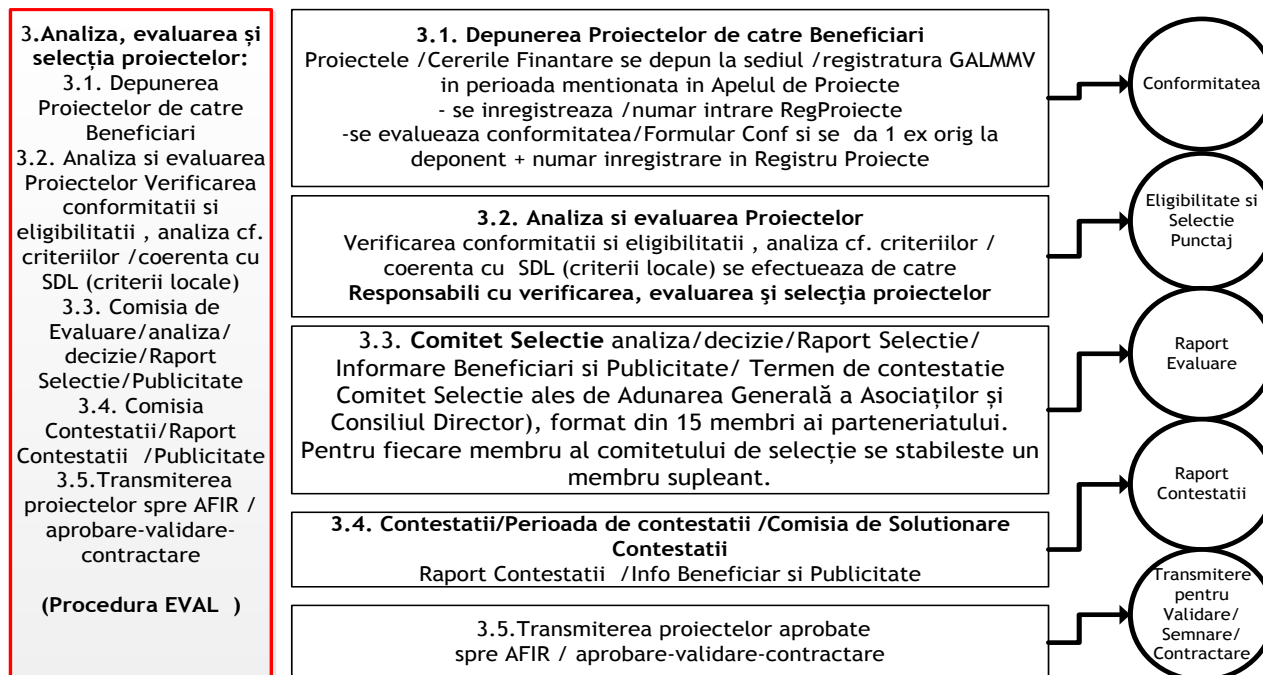 3.Analiza, evaluarea și
selecția proiectelor:
3.1. Depunerea
Proiectelor de catre
Beneficiari
3.2. Analiza si evaluarea
Proiectelor Verificarea
conformitatii si
eligibilitatii , analiza cf.
criteriilor /coerenta cu
SDL (criterii locale)
3.3. Comisia de
Evaluare/analiza/
decizie/Raport
Selectie/Publicitate
3.4. Comisia
Contestatii/Raport
Contestatii /Publicitate
3.5.Transmiterea
proiectelor spre AFIR /
aprobare-validare-
contractare
(Procedura EVAL )
3.1. Depunerea Proiectelor de catre Beneficiari
Proiectele /Cererile Finantare se depun la sediul /registratura GALMMV
in perioada mentionata in Apelul de Proiecte
- se inregistreaza /numar intrare RegProiecte
-se evalueaza conformitatea/Formular Conf si se da 1 ex orig la
deponent + numar inregistrare in Registru Proiecte
Conformitatea
3.2. Analiza si evaluarea Proiectelor
Verificarea conformitatii si eligibilitatii , analiza cf. criteriilor /
coerenta cu SDL (criterii locale) se efectueaza de catre
Responsabili cu verificarea, evaluarea şi selecţia proiectelor
Eligibilitate si
Selectie
Punctaj
3.3. Comitet Selectie analiza/decizie/Raport Selectie/
Informare Beneficiari si Publicitate/ Termen de contestatie
Comitet Selectie ales de Adunarea Generală a Asociaților și
Consiliul Director), format din 15 membri ai parteneriatului.
Pentru fiecare membru al comitetului de selecție se stabileste un
membru supleant.
Raport
Evaluare
3.4. Contestatii/Perioada de contestatii /Comisia de Solutionare
Contestatii
Raport Contestatii /Info Beneficiar si Publicitate
Raport
Contestatii
3.5.Transmiterea proiectelor aprobate
spre AFIR / aprobare-validare-contractare
Transmitere
pentru
Validare/
Semnare/
Contractare